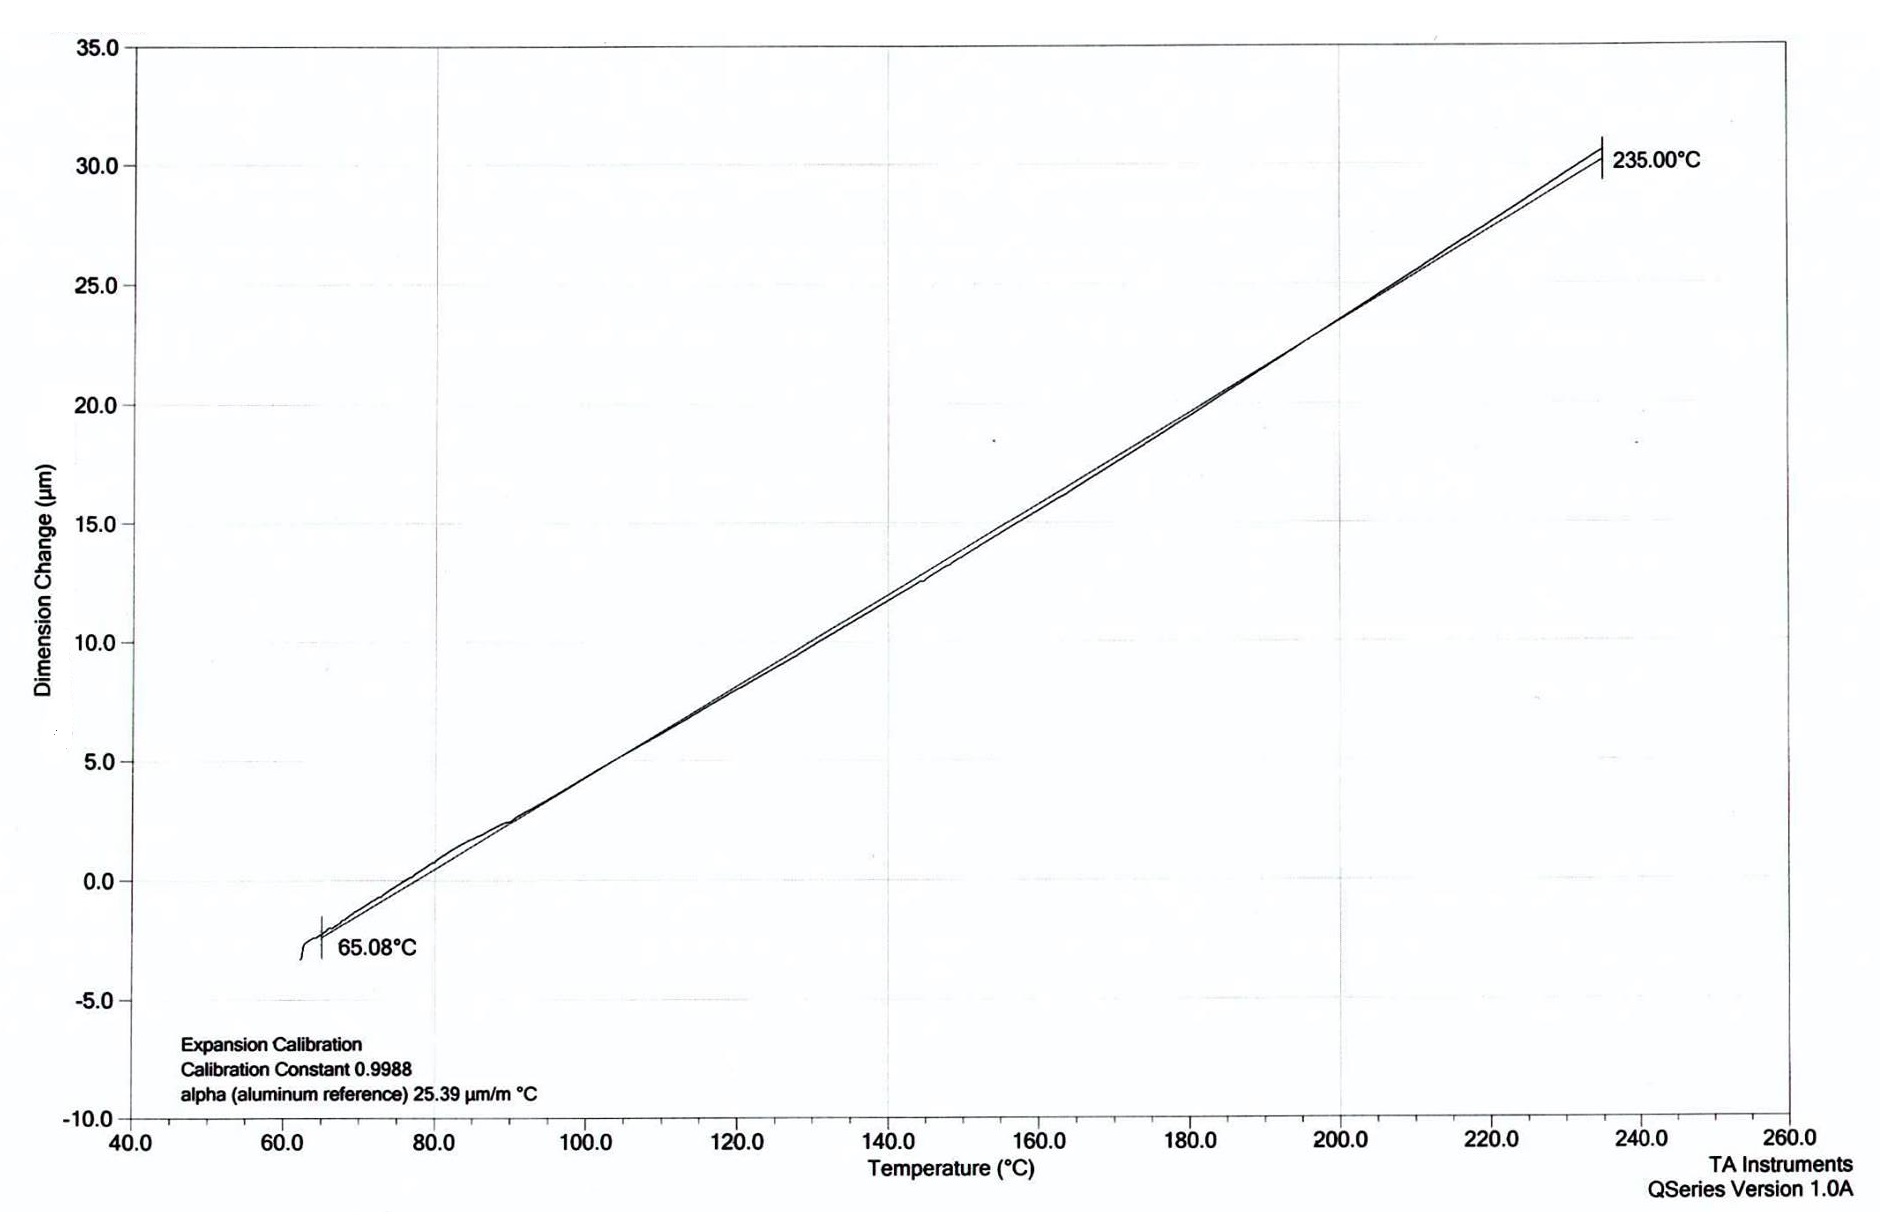 35.0
30.0
25.0
20.0
15.0
10.0
5.0
0.0
-5.0
-10.0
Dimension Change (µm)
235.00°C
65.08°C
Expansion Calibration
Calibration Constant 0.9988
alpha (aluminum reference) 25.39 µm/m °C
40.0 60.0 80.0 100.0 120.0 140.0 160.0 180.0 200.0 220.0 240.0 260.0
Temperature (°C)
TA Instruments
QSeries Version 1.0A